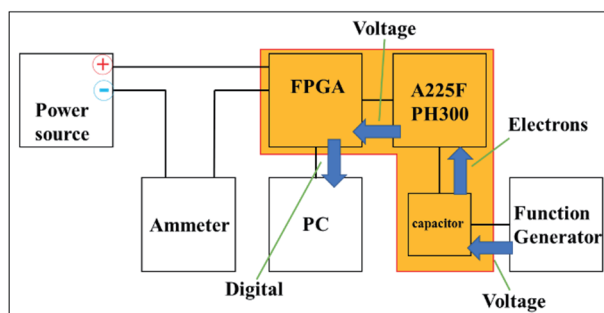 Voltage
+
-
Power
source
FPGA
A225F
PH300
Electrons
Ammeter
PC
capacitor
Function
Generator
Digital
Voltage